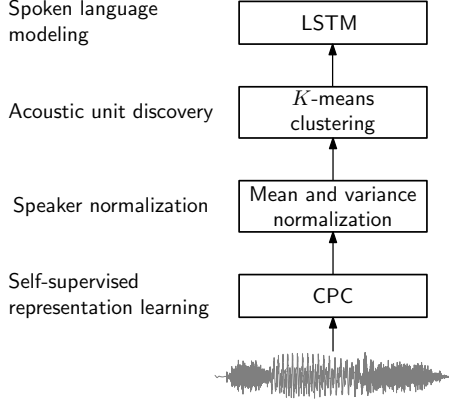 Spoken language
modeling
LSTM
Acoustic unit discovery
K-means
clustering
Speaker normalization
Mean and variance
normalization
Self-supervised
representation learning
CPC